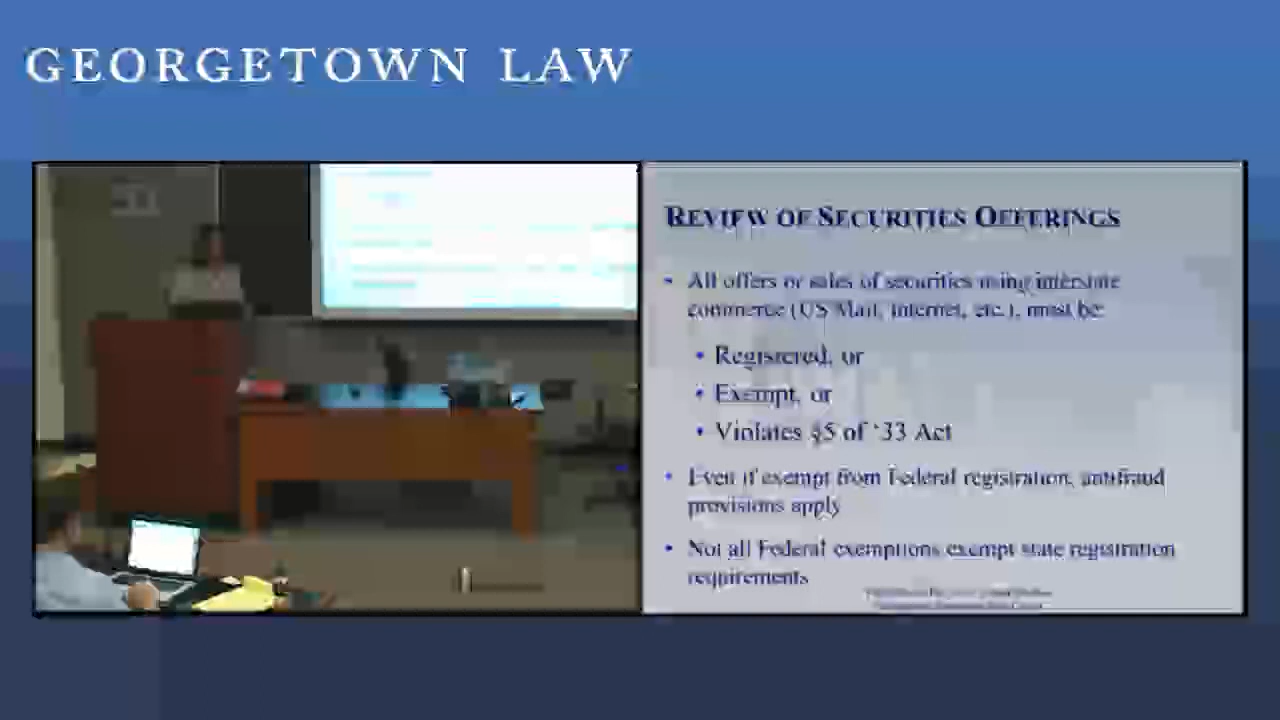 GEORGETOWN LAW
REVIEW OF SECURITIES OFFERINGS
• All offers or sales of securities using interstate
commerce (US Mail, Internet, etc.), must be:
• Registered, or
• Exempt, or
• Violates §5 of ‘33 Act
• Even if exempt from Federal registration, antifraud
provisions apply
• Not all Federal exemptions exempt state registration
requirements